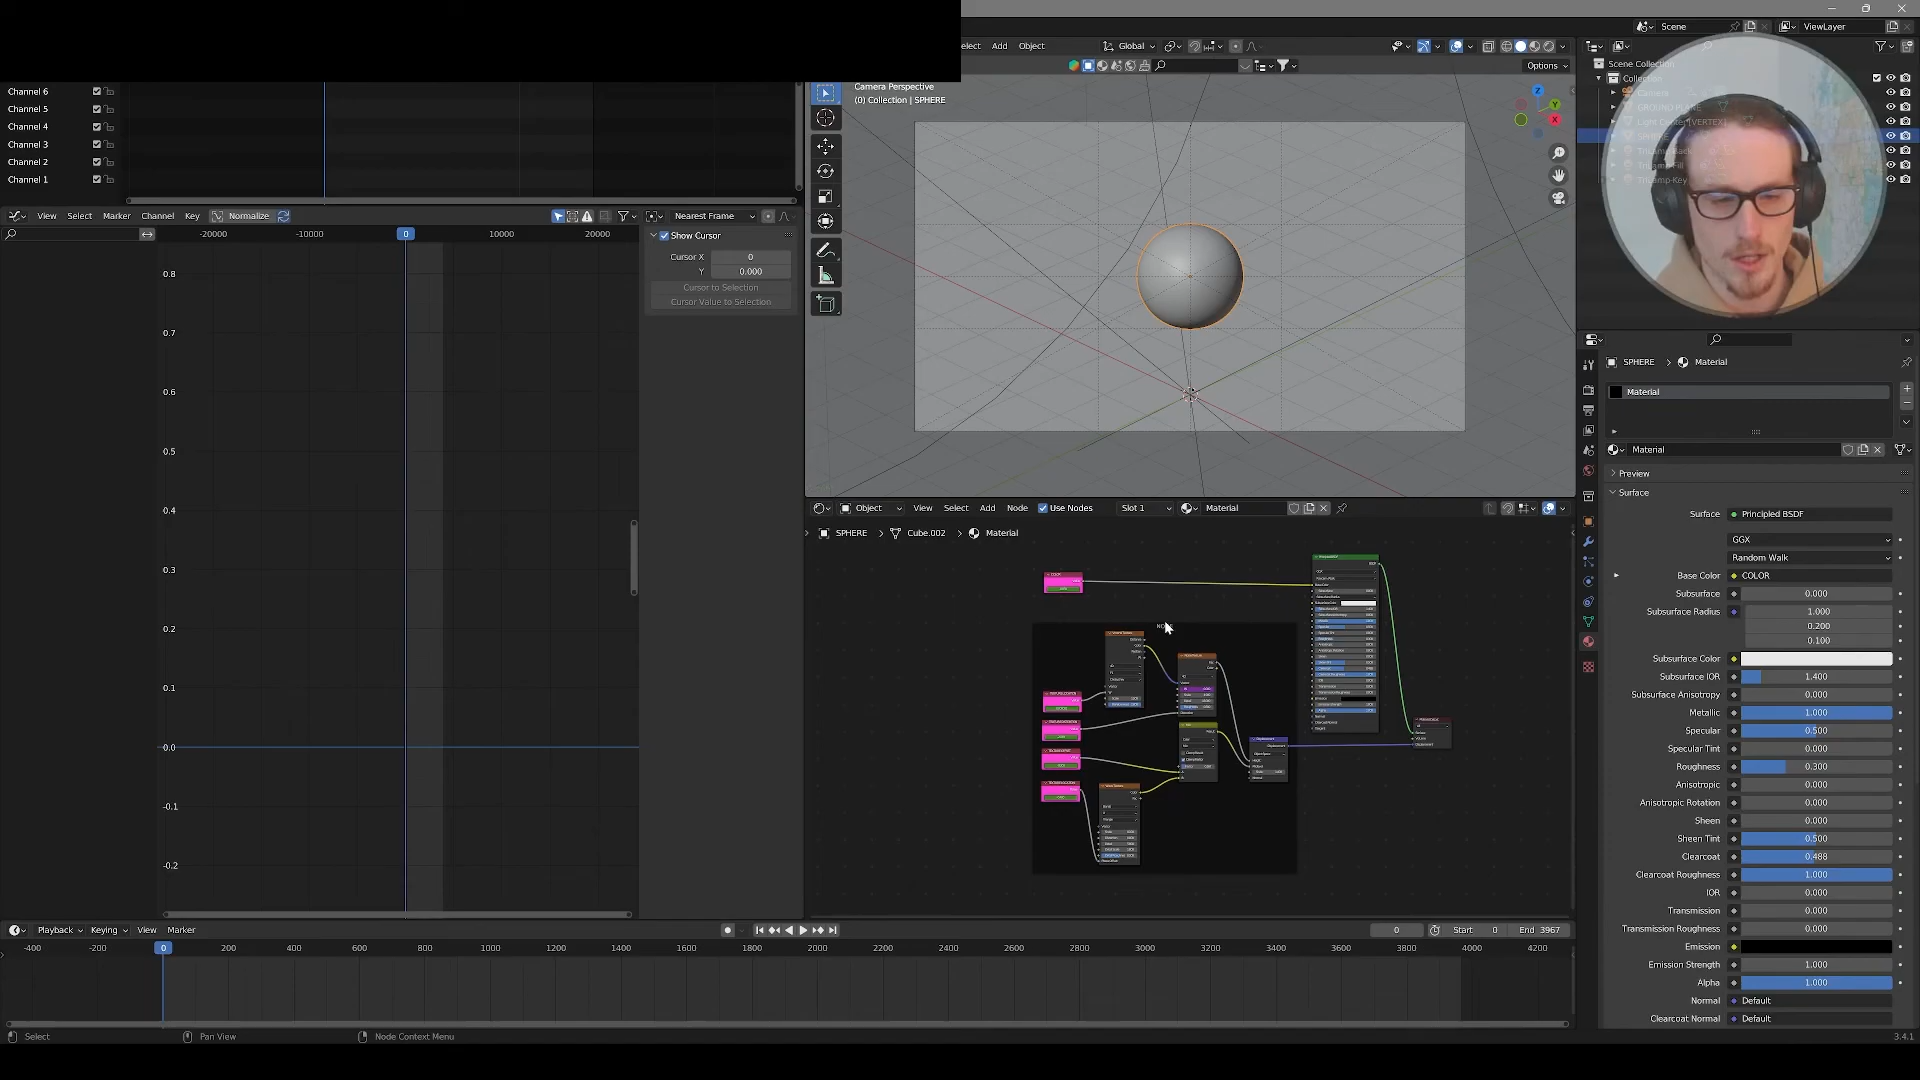 Scene
ViewLayer
Select
Add
Object
Global
Options
Channel 6
Channel 5
Channel 4
Channel 3
Channel 2
Channel 1
Camera Perspective
(0) Collection | SPHERE
Z
Y
X
Scene Collection
Collection
Camera
GROUND PLANE
View
Select
Marker
Channel
Key
Normalize
Nearest Frame
-20000
-10000
0
10000
20000
Show Cursor
Cursor X
0
Y
0.000
Cursor to Selection
Cursor Value to Selection
0.8
0.7
0.6
0.5
0.4
0.3
0.2
0.1
0.0
-0.1
-0.2
Object
View
Select
Add
Node
Use Nodes
Slot 1
Material
SPHERE
Cube.002
Material
COLOR
SPHERE
Material
Material
Material
Preview
Surface
Surface
Principled BSDF
GGX
Random Walk
Base Color
COLOR
Subsurface
0.000
Subsurface Radius
1.000
0.200
0.100
Subsurface Color
Subsurface IOR
1.400
Subsurface Anisotropy
0.000
Metallic
1.000
Specular
0.500
Specular Tint
0.000
Roughness
0.300
Anisotropic
0.000
Anisotropic Rotation
0.000
Sheen
0.000
Sheen Tint
0.500
Clearcoat
0.488
Clearcoat Roughness
1.000
IOR
0.000
Transmission
0.000
Transmission Roughness
0.000
Emission
Emission Strength
1.000
Alpha
1.000
Normal
Default
Clearcoat Normal
Default
Playback
Keying
View
Marker
0
Start
0
End
3967
-400
-200
0
200
400
600
800
1000
1200
1400
1600
1800
2000
2200
2400
2600
2800
3000
3200
3400
3600
3800
4000
4200
Select
Pan View
Node Context Menu
3.4.1